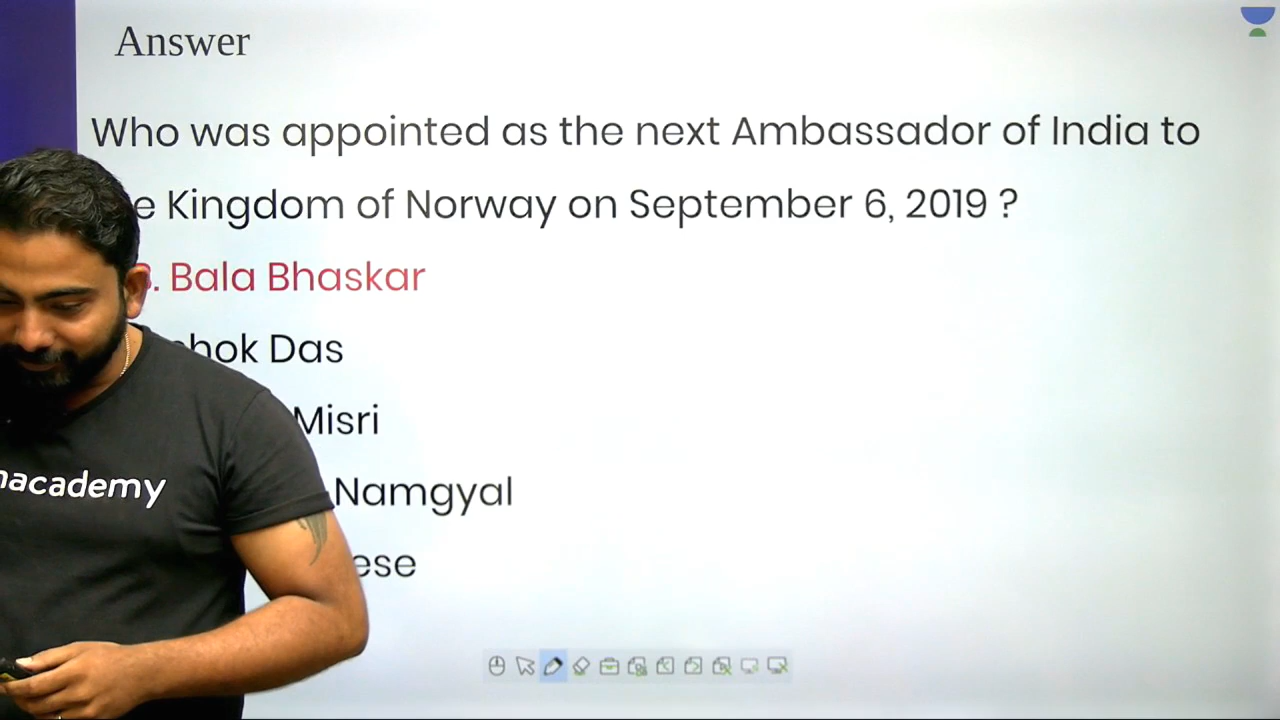 Answer
Who was appointed as the next Ambassador of India to
e Kingdom of Norway on September 6, 2019 ?
. Bala Bhaskar
hok Das
Misri
Namgyal
ese
nacademy